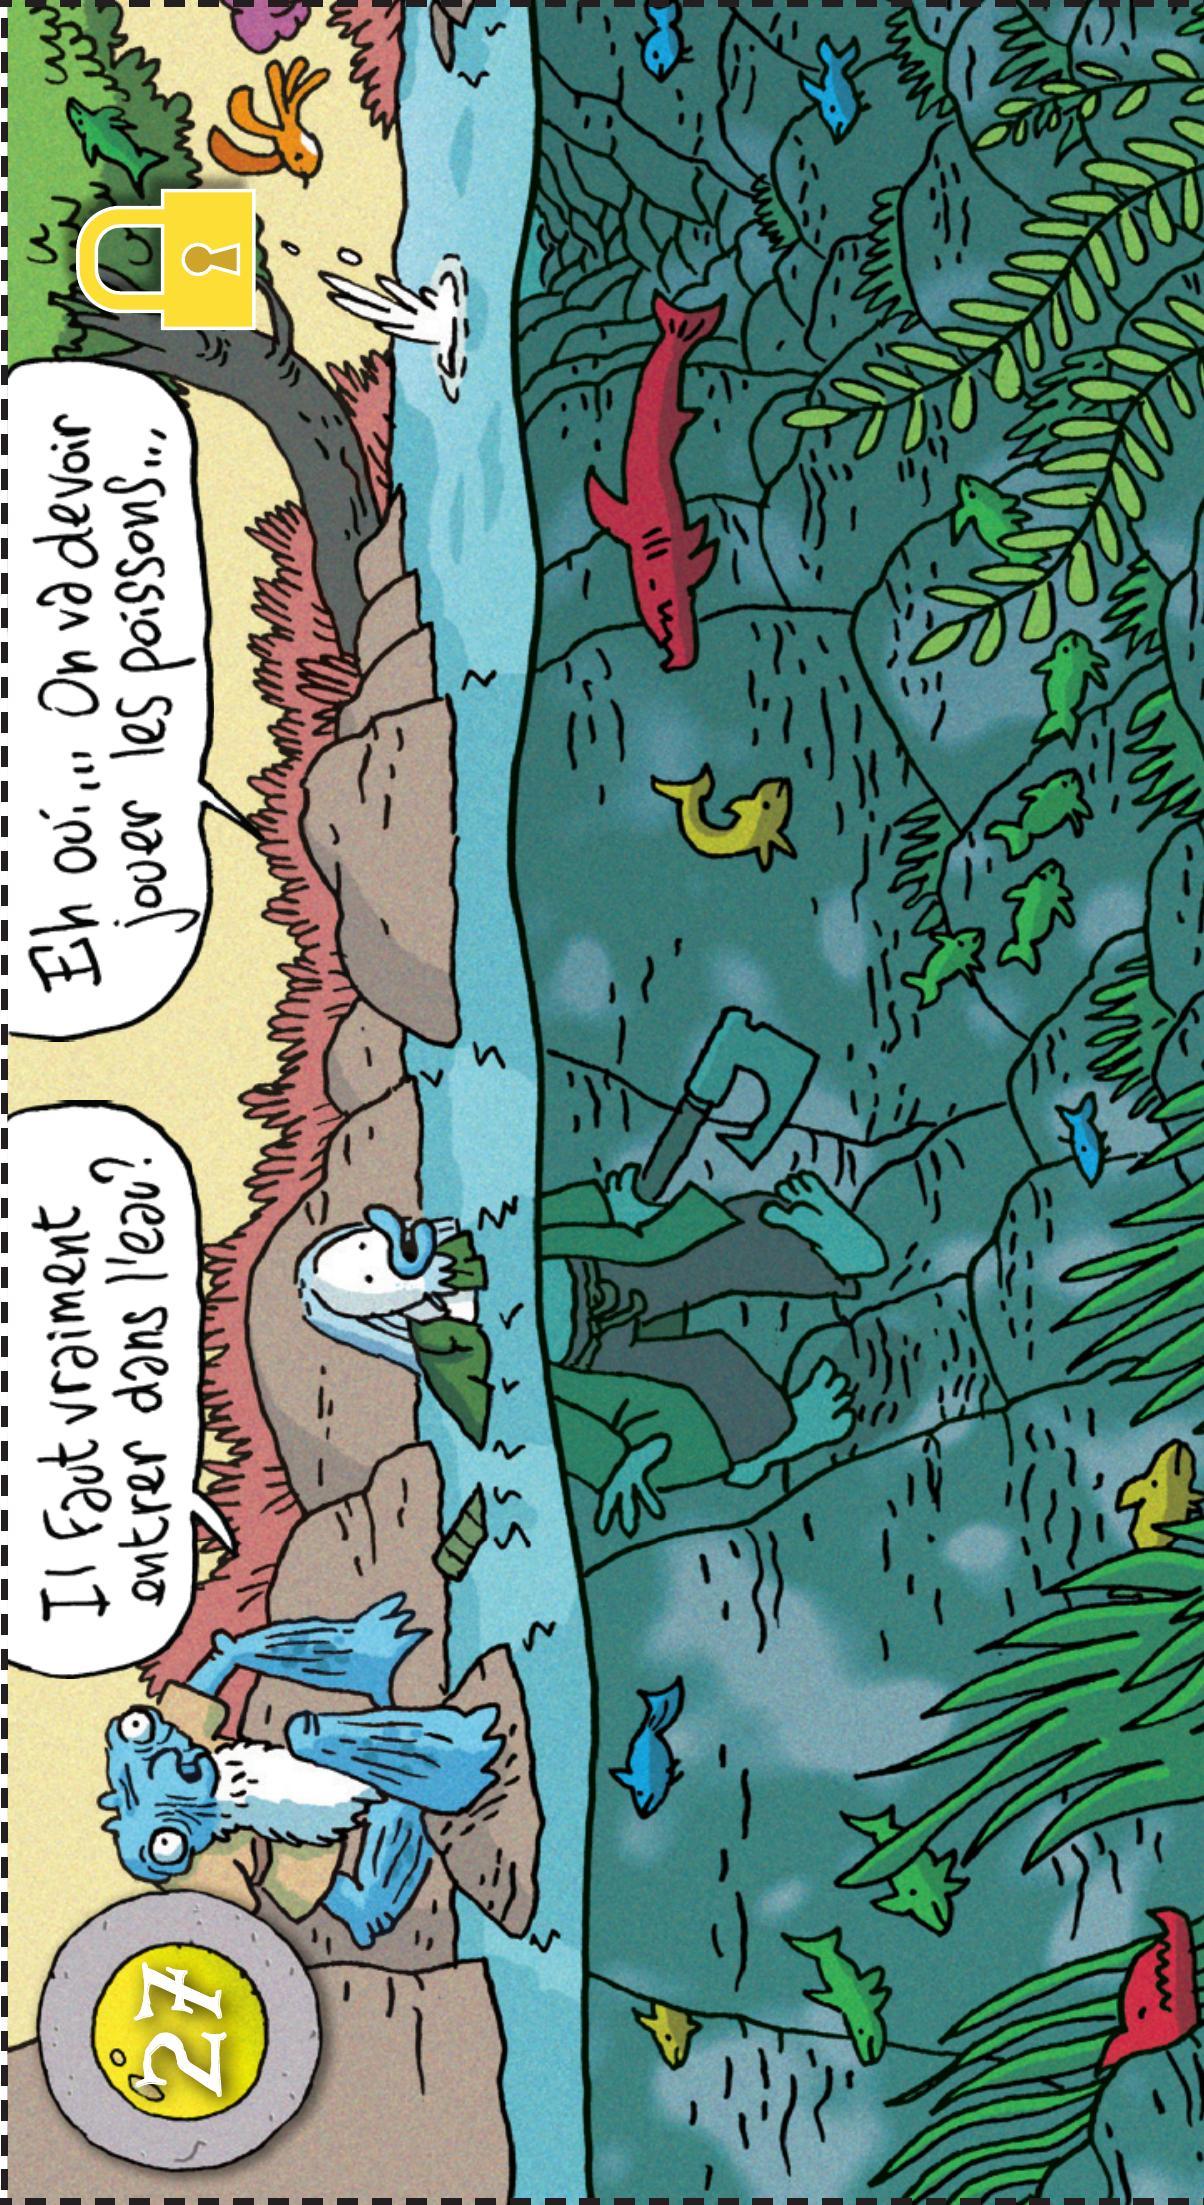 Il faut vraiment
entrer dans l'eau?
Eh oui... On va devoir
jouer les poissons...
27